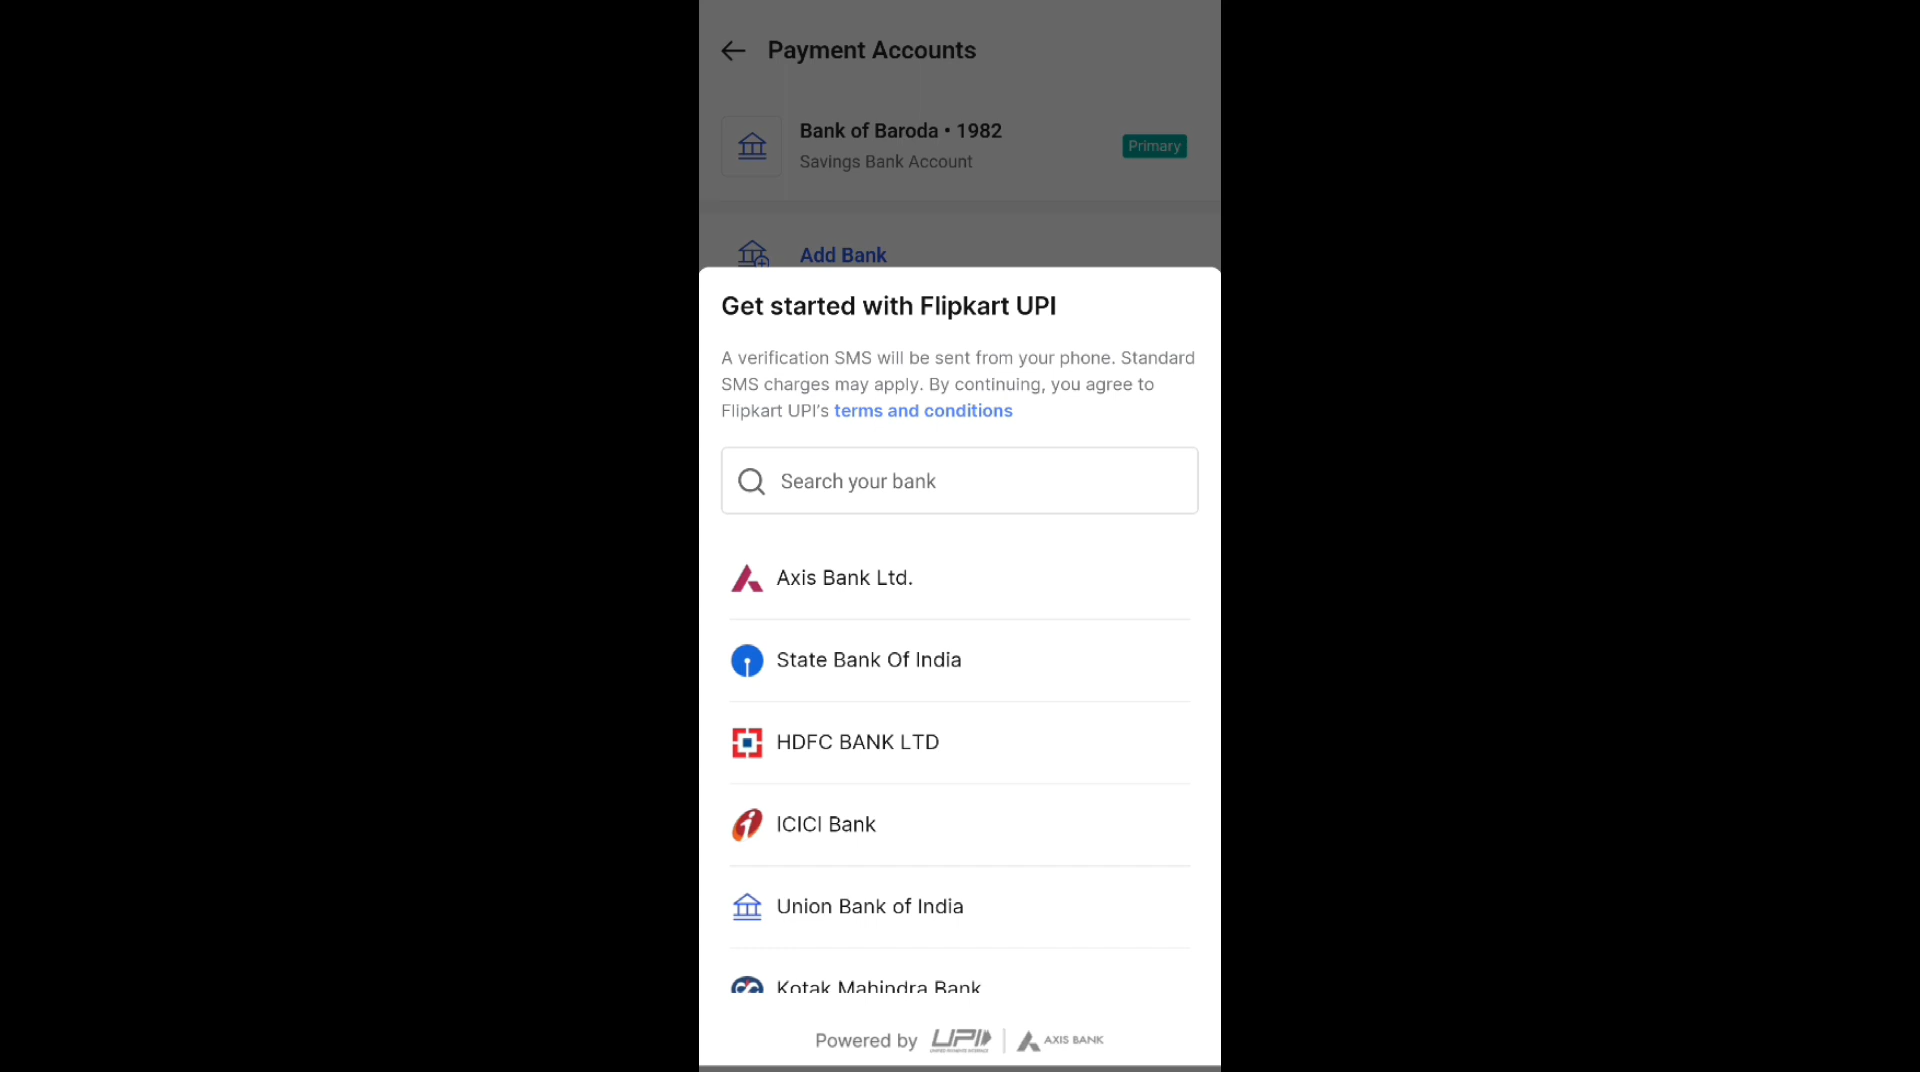 Payment Accounts
Bank of Baroda • 1982
Savings Bank Account
Primary
Add Bank
Get started with Flipkart UPI
A verification SMS will be sent from your phone. Standard
SMS charges may apply. By continuing, you agree to
Flipkart UPI's terms and conditions
Search your bank
Axis Bank Ltd.
State Bank Of India
HDFC BANK LTD
ICICI Bank
Union Bank of India
Kotak Mahindra Bank
Powered by UPI AXIS BANK